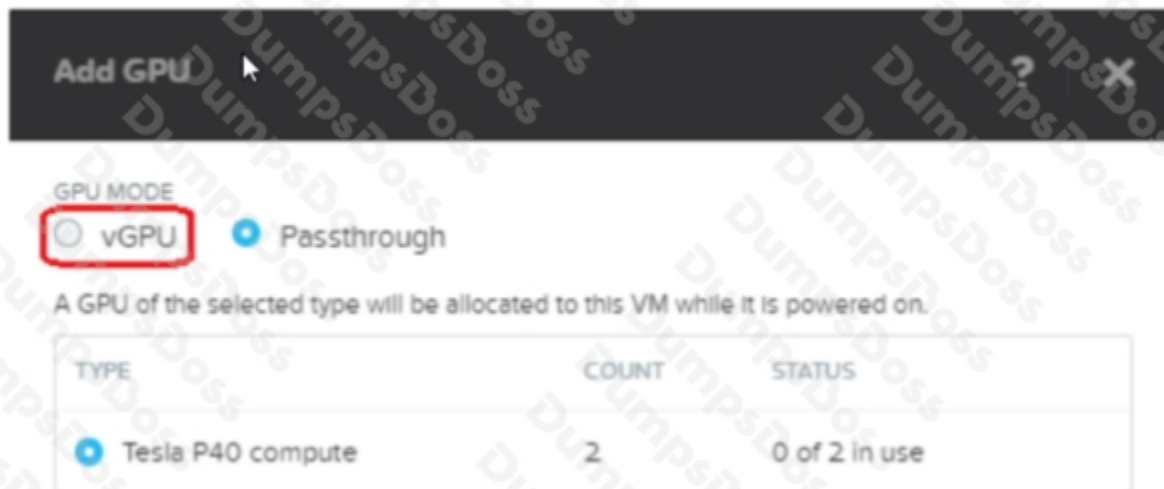 Add GPU ? ×
GPU MODE
vGPU Passthrough
A GPU of the selected type will be allocated to this VM while it is powered on.
TYPE COUNT STATUS
Tesla P40 compute 2 0 of 2 in use
DumpsDoss